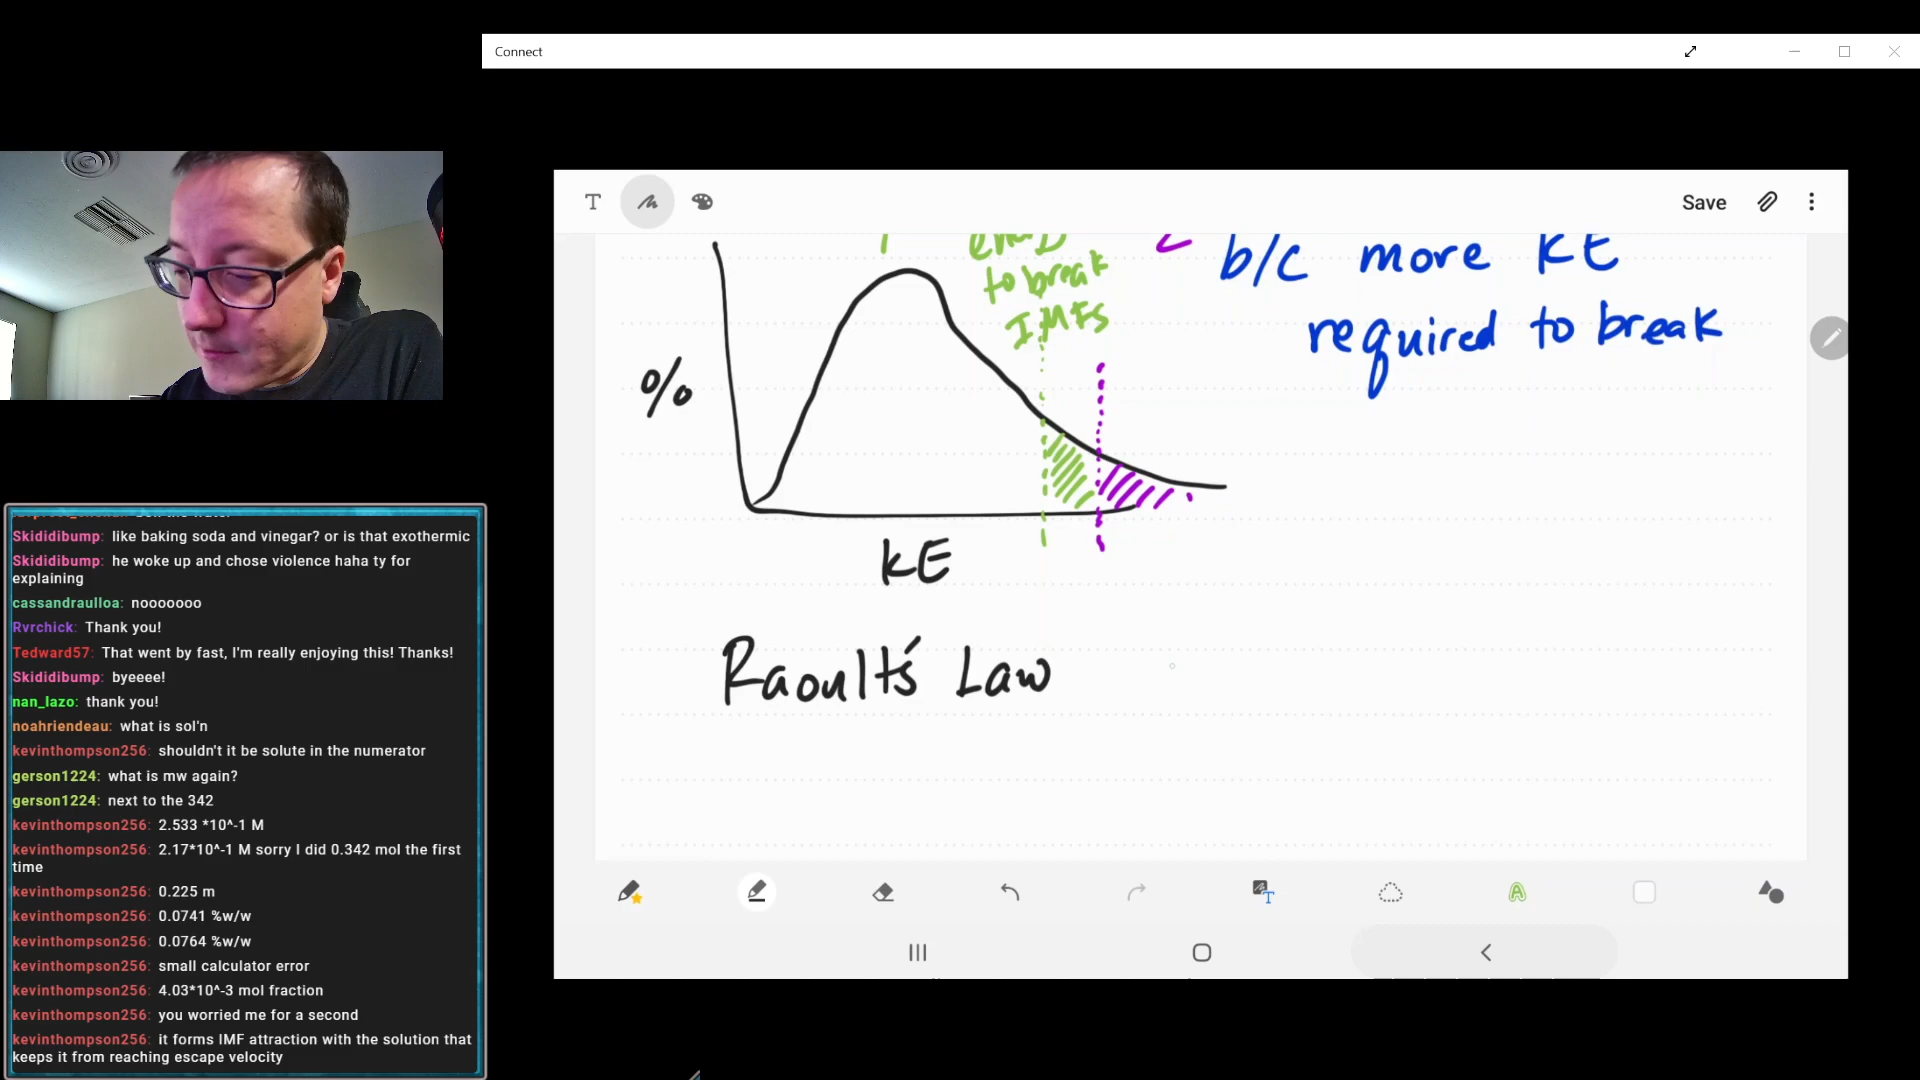 Connect
T
Save
to break
IMFs
b/c more KE
required to break
%
KE
Raoult's Law
Skididibump: like baking soda and vinegar? or is that exothermic
Skididibump: he woke up and chose violence haha ty for
explaining
cassandraulloa: nooooooo
Rvrchick: Thank you!
Tedward57: That went by fast, I'm really enjoying this! Thanks!
Skididibump: byeeee!
nan_lazo: thank you!
noahriendeau: what is sol'n
kevinthompson256: shouldn't it be solute in the numerator
gerson1224: what is mw again?
gerson1224: next to the 342
kevinthompson256: 2.533 *10^-1 M
kevinthompson256: 2.17*10^-1 M sorry I did 0.342 mol the first
time
kevinthompson256: 0.225 m
kevinthompson256: 0.0741 %w/w
kevinthompson256: 0.0764 %w/w
kevinthompson256: small calculator error
kevinthompson256: 4.03*10^-3 mol fraction
kevinthompson256: you worried me for a second
kevinthompson256: it forms IMF attraction with the solution that
keeps it from reaching escape velocity